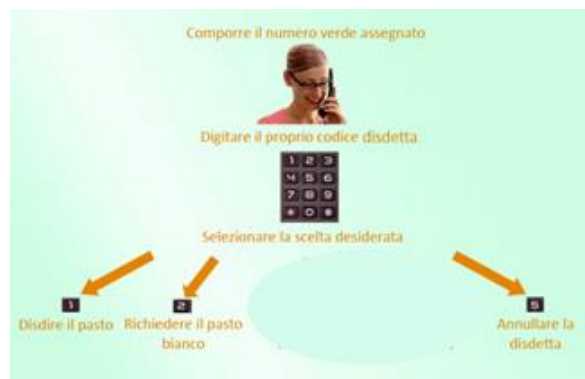 Comporre il numero verde assegnato
Digitare il proprio codice disdetta
1 2 3
4 5 6
7 8 9
* 0 #
Selezionare la scelta desiderata
1
Disdire il pasto
2
Richiedere il pasto
bianco
5
Annullare la
disdetta